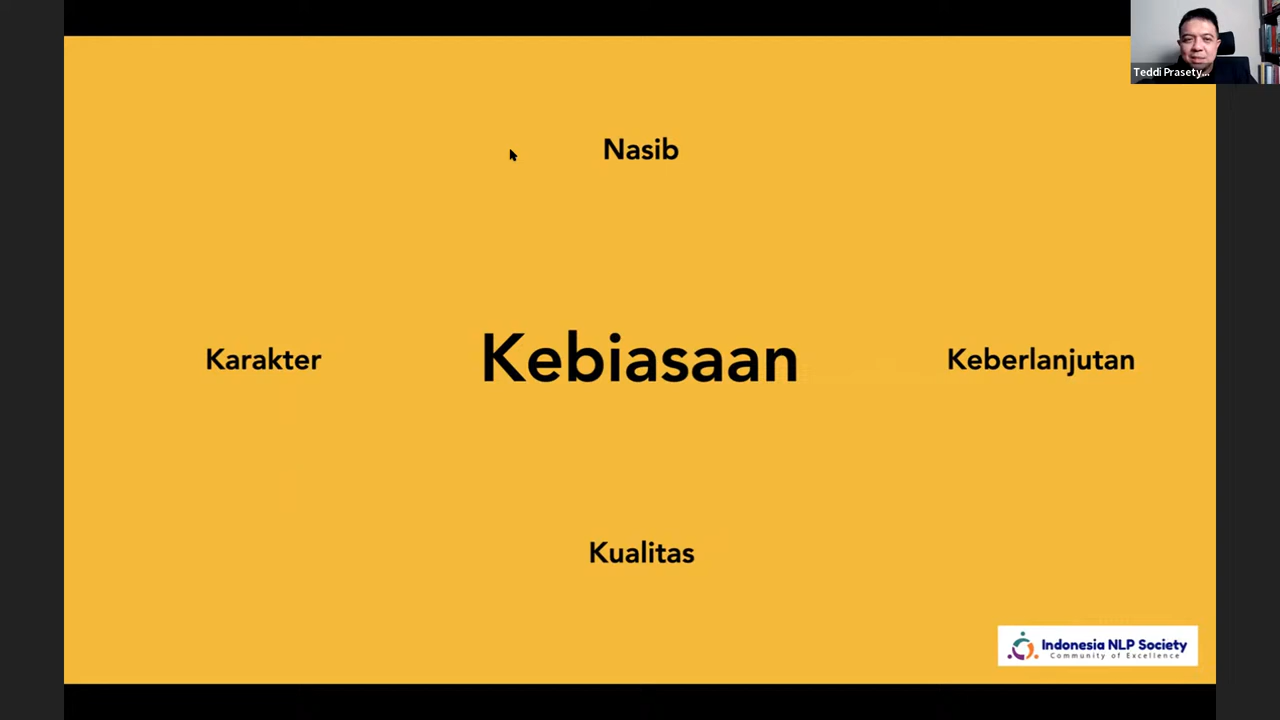 Teddi Prasety...
Nasib
Karakter
Kebiasaan
Keberlanjutan
Kualitas
Indonesia NLP Society
Community of Excellence